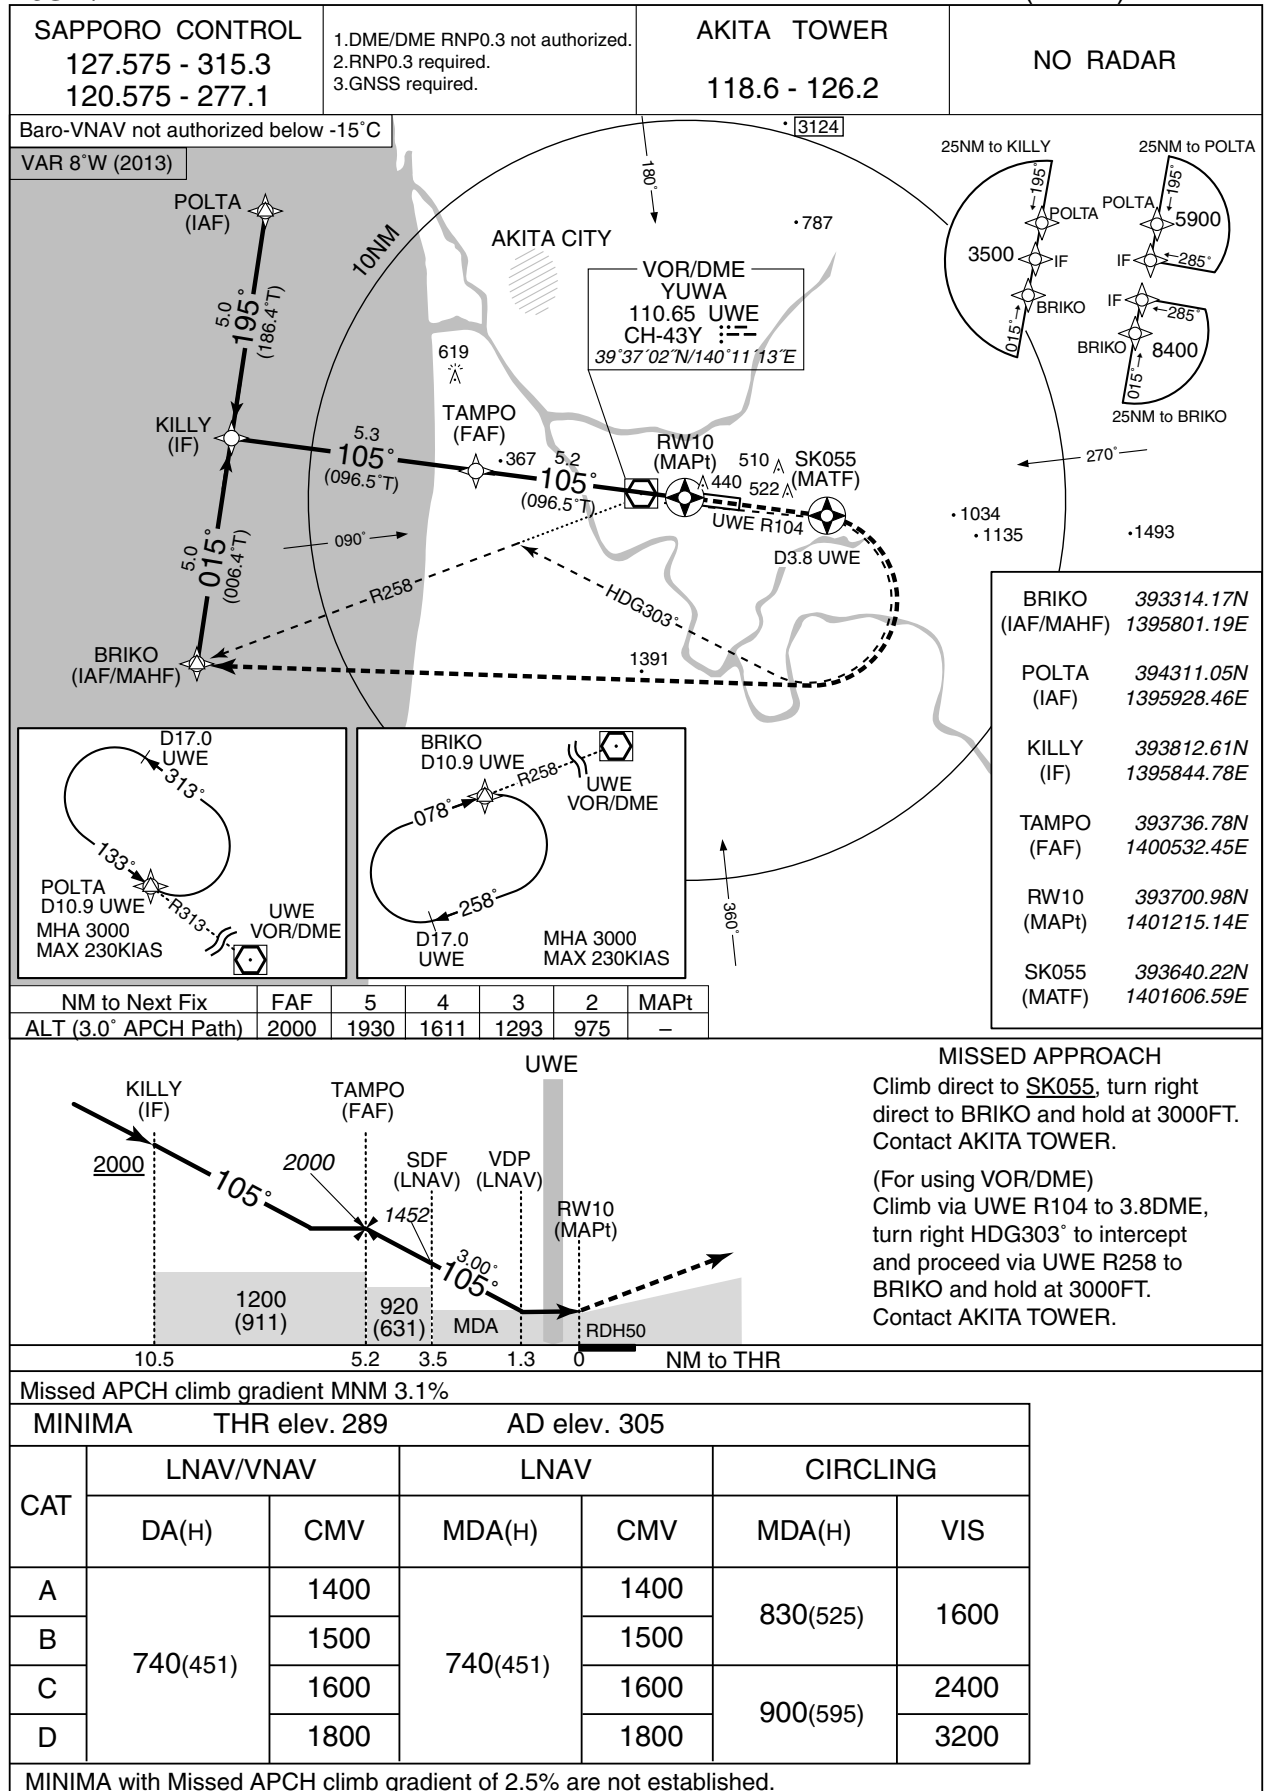 SAPPORO CONTROL
127.575 - 315.3
120.575 - 277.1
1.DME/DME RNP0.3 not authorized.
2.RNP0.3 required.
3.GNSS required.
AKITA TOWER
118.6 - 126.2
NO RADAR
Baro-VNAV not authorized below -15˚C
VAR 8˚W (2013)
3124
180˚
787
POLTA
(IAF)
10NM
AKITA CITY
VOR/DME
YUWA
110.65 UWE
CH-43Y
39˚37´02˝N/140˚11´13˝E
25NM to KILLY
195˚
POLTA
3500
IF
BRIKO
015˚
25NM to POLTA
195˚
POLTA
5900
IF
285˚
IF
285˚
BRIKO
8400
015˚
25NM to BRIKO
5.0
195˚
(186.4˚T)
619
KILLY
(IF)
5.3
105˚
(096.5˚T)
TAMPO
(FAF)
367
5.2
105˚
(096.5˚T)
RW10
(MAPt)
440
510
522
SK055
(MATF)
UWE R104
D3.8 UWE
270˚
1034
1135
1493
090˚
5.0
015˚
(006.4˚T)
R258
HDG303˚
1391
BRIKO
(IAF/MAHF)
360˚
BRIKO 393314.17N
(IAF/MAHF) 1395801.19E
POLTA 394311.05N
(IAF) 1395928.46E
KILLY 393812.61N
(IF) 1395844.78E
TAMPO 393736.78N
(FAF) 1400532.45E
RW10 393700.98N
(MAPt) 1401215.14E
SK055 393640.22N
(MATF) 1401606.59E
D17.0
UWE
313˚
133˚
POLTA
D10.9 UWE
R313
UWE
VOR/DME
MHA 3000
MAX 230KIAS
BRIKO
D10.9 UWE
R258
UWE
VOR/DME
078˚
258˚
D17.0
UWE
MHA 3000
MAX 230KIAS
NM to Next Fix FAF 5 4 3 2 MAPt
ALT (3.0˚ APCH Path) 2000 1930 1611 1293 975 –
KILLY
(IF)
TAMPO
(FAF)
UWE
2000
105˚
2000
SDF
(LNAV)
VDP
(LNAV)
1452
3.00˚
105˚
RW10
(MAPt)
1200
(911)
920
(631)
MDA
RDH50
10.5 5.2 3.5 1.3 0 NM to THR
MISSED APPROACH
Climb direct to SK055, turn right
direct to BRIKO and hold at 3000FT.
Contact AKITA TOWER.
(For using VOR/DME)
Climb via UWE R104 to 3.8DME,
turn right HDG303˚ to intercept
and proceed via UWE R258 to
BRIKO and hold at 3000FT.
Contact AKITA TOWER.
Missed APCH climb gradient MNM 3.1%
MINIMA THR elev. 289 AD elev. 305
CAT LNAV/VNAV LNAV CIRCLING
DA(H) CMV MDA(H) CMV MDA(H) VIS
A 1400 1400
830(525) 1600
B 1500 1500
740(451) 740(451)
C 1600 1600 2400
900(595)
D 1800 1800 3200
MINIMA with Missed APCH climb gradient of 2.5% are not established.